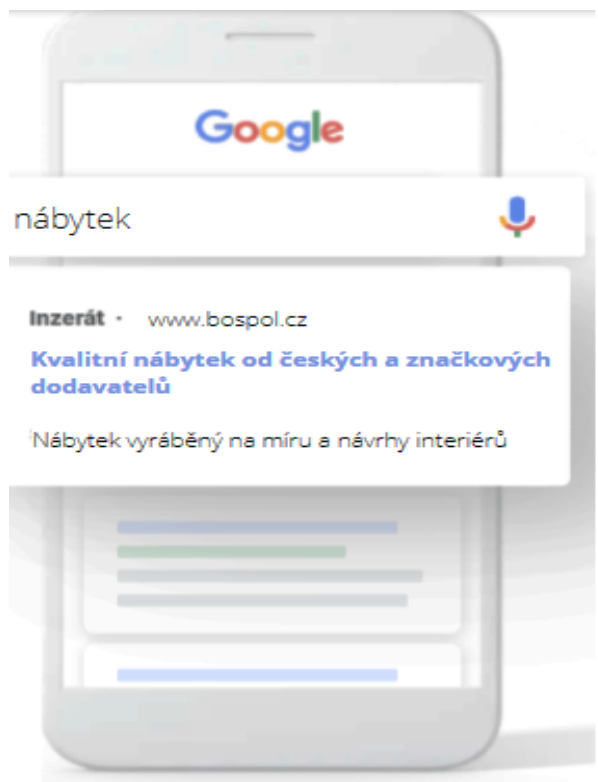 Google
nábytek
Inzerát · www.bospol.cz
Kvalitní nábytek od českých a značkových
dodavatelů
Nábytek vyráběný na míru a návrhy interiérů